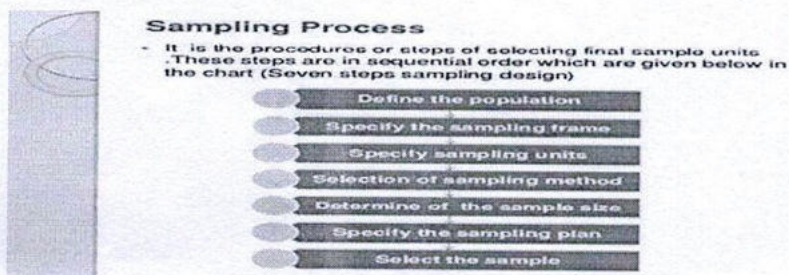 Sampling Process
- It is the procedures or steps of selecting final sample units
.These steps are in sequential order which are given below in
the chart (Seven steps sampling design)
Define the population
Specify the sampling frame
Specify sampling units
Selection of sampling method
Determine of the sample size
Specify the sampling plan
Select the sample